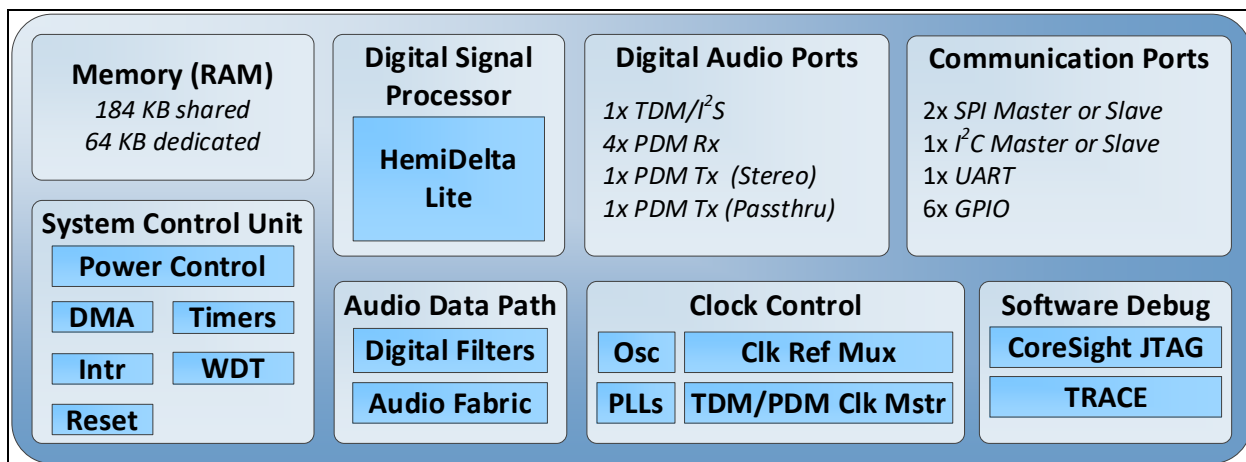 Memory (RAM)
184 KB shared
64 KB dedicated
System Control Unit
Power Control
DMA
Timers
Intr
WDT
Reset
Digital Signal
Processor
HemiDelta
Lite
Audio Data Path
Digital Filters
Audio Fabric
Digital Audio Ports
1x TDM/I²S
4x PDM Rx
1x PDM Tx (Stereo)
1x PDM Tx (Passthru)
Communication Ports
2x SPI Master or Slave
1x I²C Master or Slave
1x UART
6x GPIO
Clock Control
Osc
Clk Ref Mux
PLLs
TDM/PDM Clk Mstr
Software Debug
CoreSight JTAG
TRACE